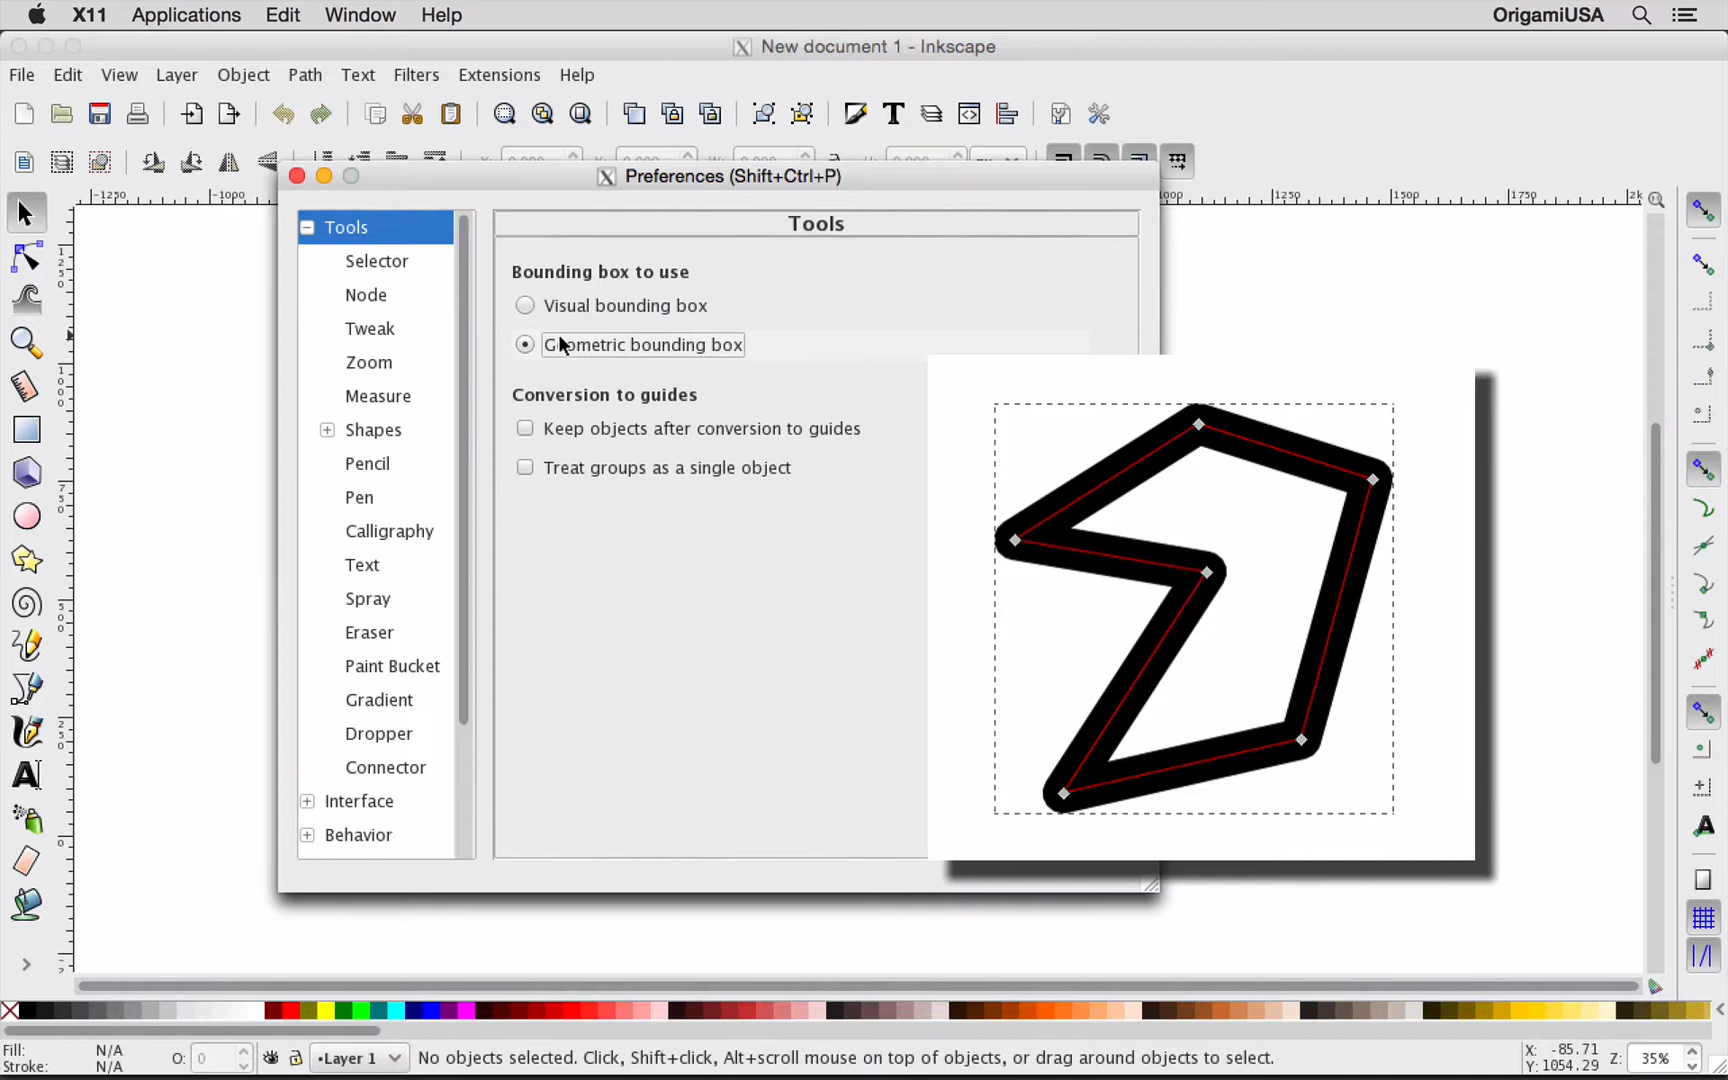 X11 Applications Edit Window Help OrigamiUSA
New document 1 - Inkscape
File Edit View Layer Object Path Text Filters Extensions Help
Preferences (Shift+Ctrl+P)
-1250 -1000 1250 1500 1750
Tools
Selector
Node
Tweak
Zoom
Measure
Shapes
Pencil
Pen
Calligraphy
Text
Spray
Eraser
Paint Bucket
Gradient
Dropper
Connector
Interface
Behavior
Tools
Bounding box to use
Visual bounding box
Geometric bounding box
Conversion to guides
Keep objects after conversion to guides
Treat groups as a single object
Fill: N/A
Stroke: N/A
O: 0
•Layer 1
No objects selected. Click, Shift+click, Alt+scroll mouse on top of objects, or drag around objects to select.
X: -85.71
Y: 1054.29
Z: 35%